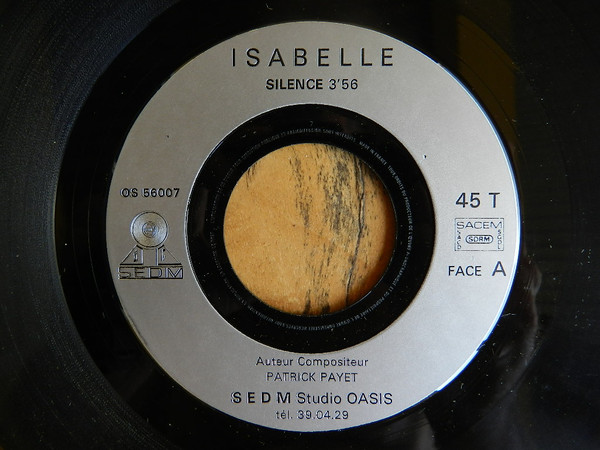 ISABELLE
SILENCE 3'56
OS 56007
SEDM
45 T
SACEM
SDRM
FACE A
Auteur Compositeur
PATRICK PAYET
SEDM Studio OASIS
tél. 39.04.29